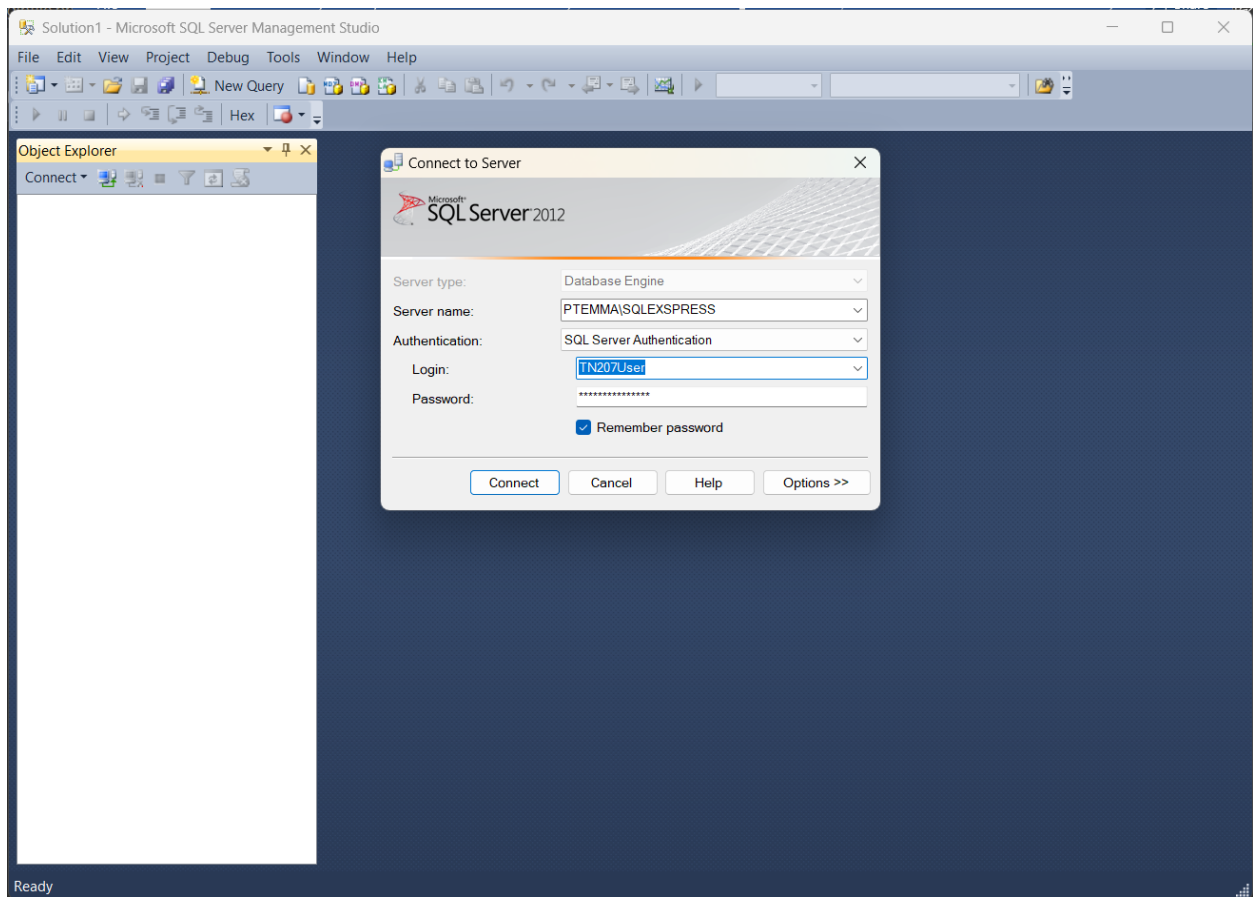 Solution1 - Microsoft SQL Server Management Studio
File Edit View Project Debug Tools Window Help
New Query
Hex
Object Explorer
Connect
Connect to Server
Microsoft®
SQL Server 2012
Server type: Database Engine
Server name: PTEMMA\SQLEXSPRESS
Authentication: SQL Server Authentication
Login: TN207User
Password: ***************
Remember password
Connect Cancel Help Options >>
Ready